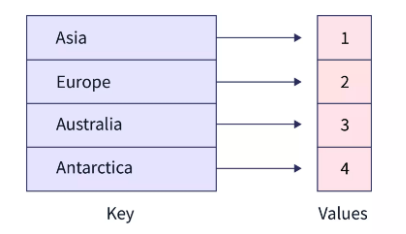 Asia 1
Europe 2
Australia 3
Antarctica 4
Key Values